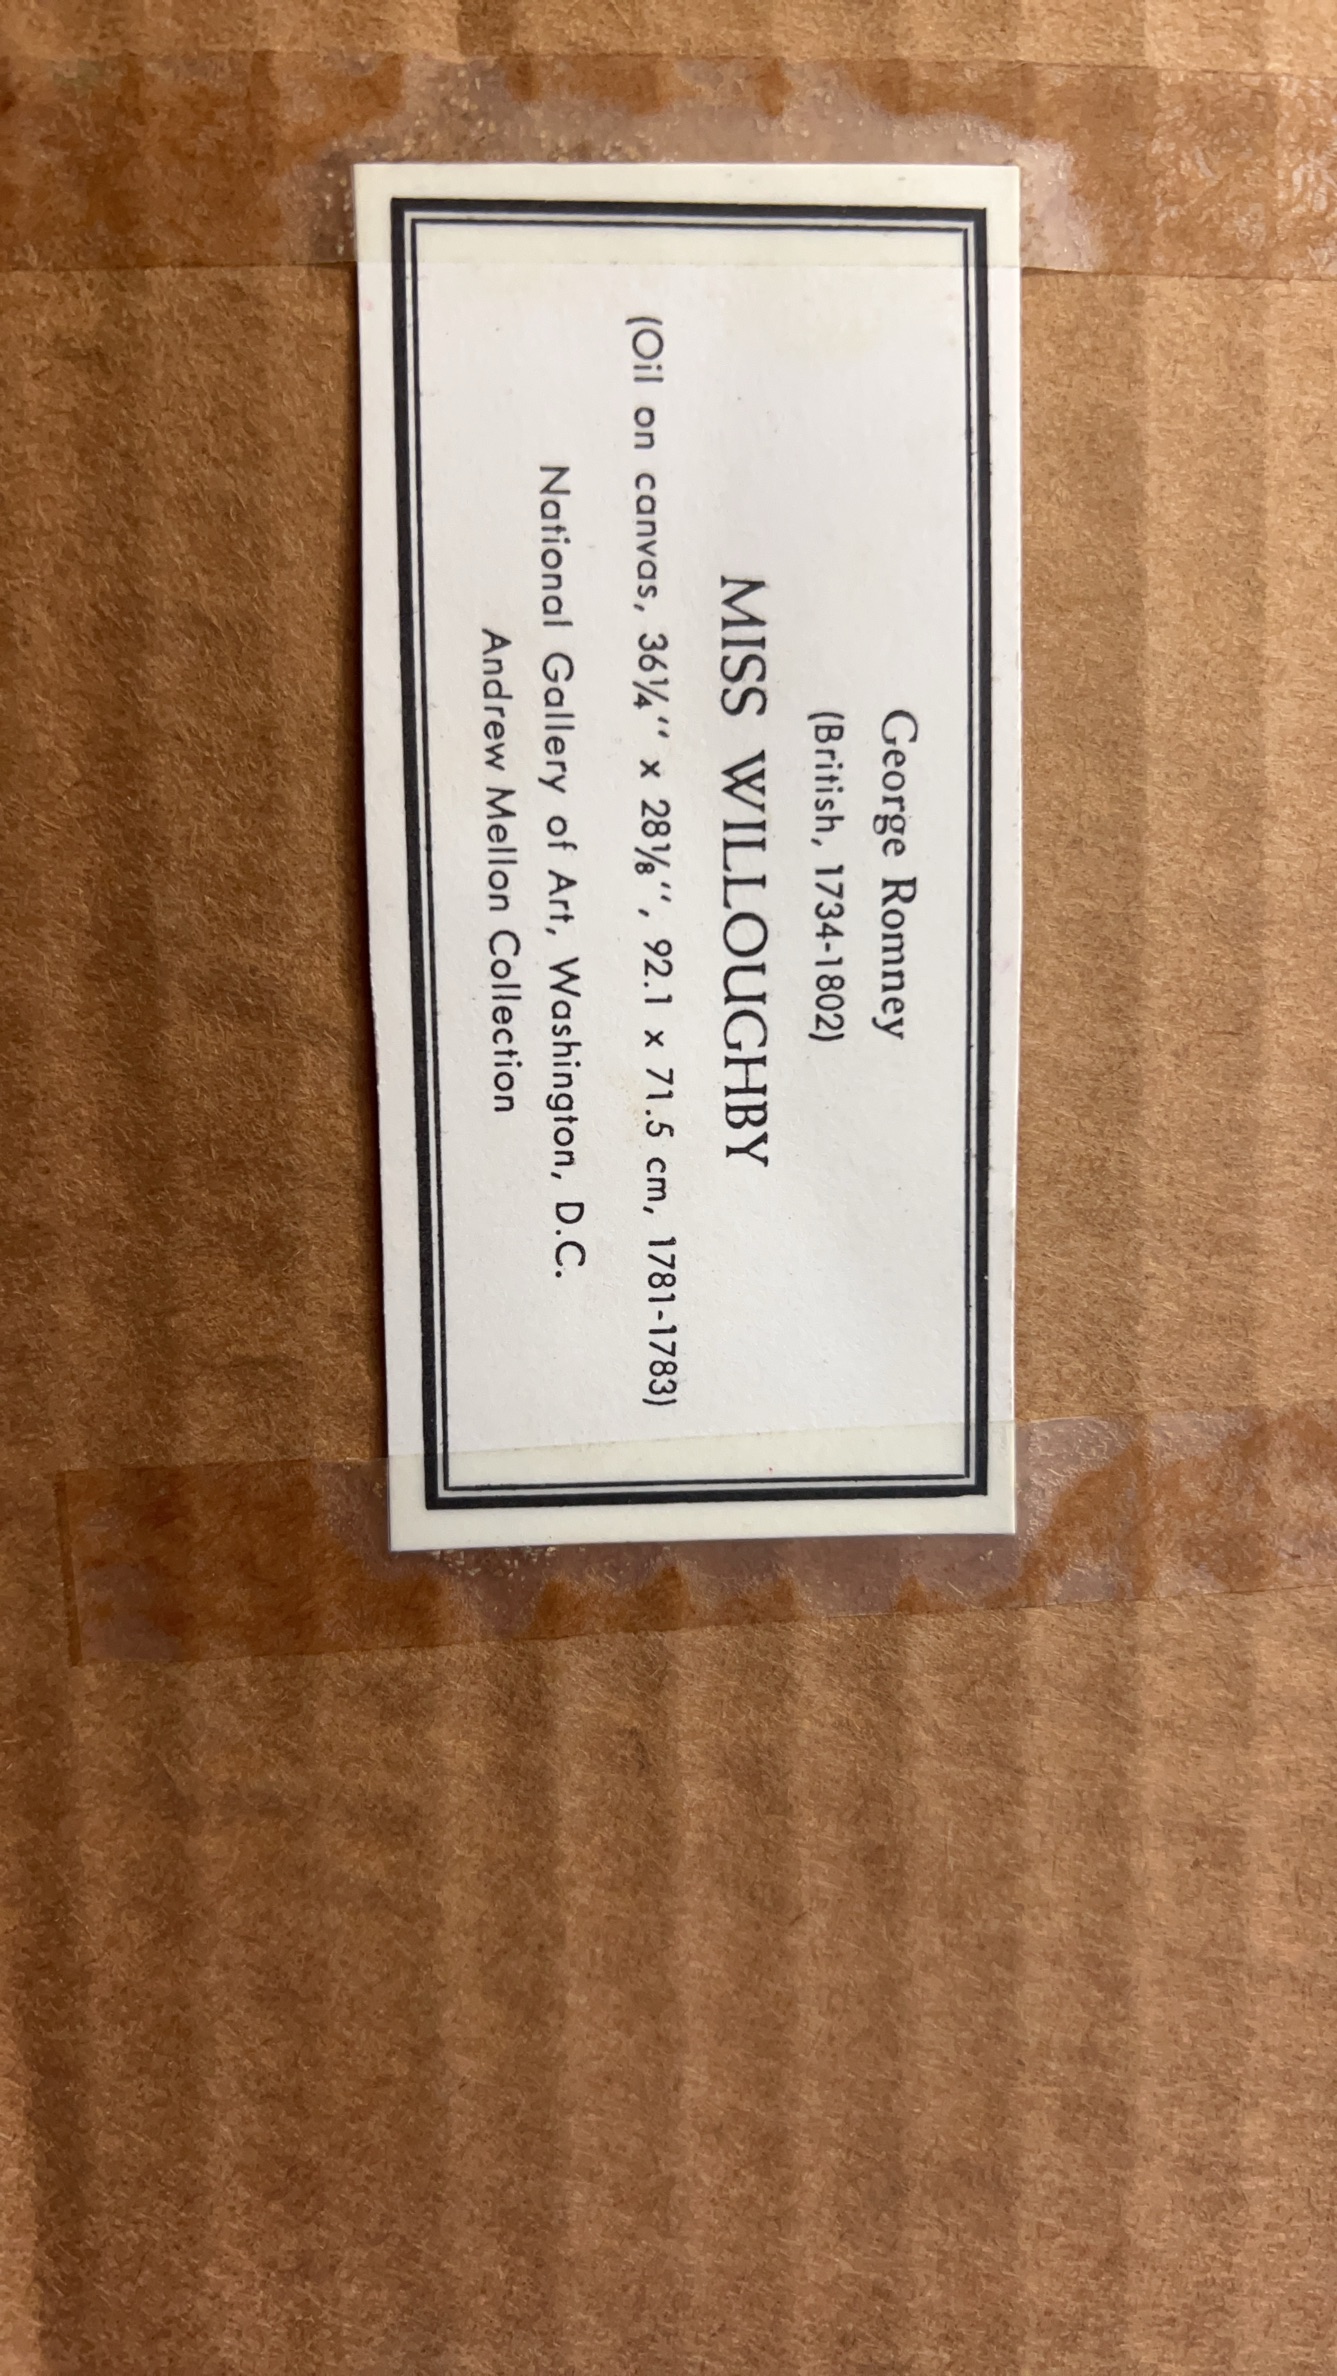 George Romney
(British, 1734-1802)
MISS WILLOUGHBY
(Oil on canvas, 36¼'' x 28⅛'', 92.1 x 71.5 cm, 1781-1783)
National Gallery of Art, Washington, D.C.
Andrew Mellon Collection